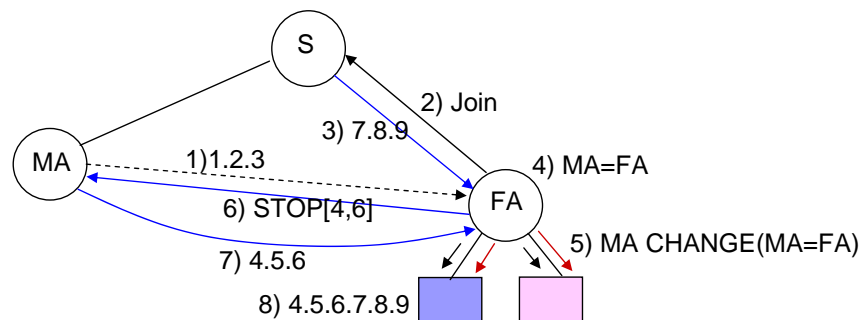 S
2) Join
3) 7.8.9
MA
1)1.2.3
4) MA=FA
FA
6) STOP[4,6]
5) MA CHANGE(MA=FA)
7) 4.5.6
8) 4.5.6.7.8.9